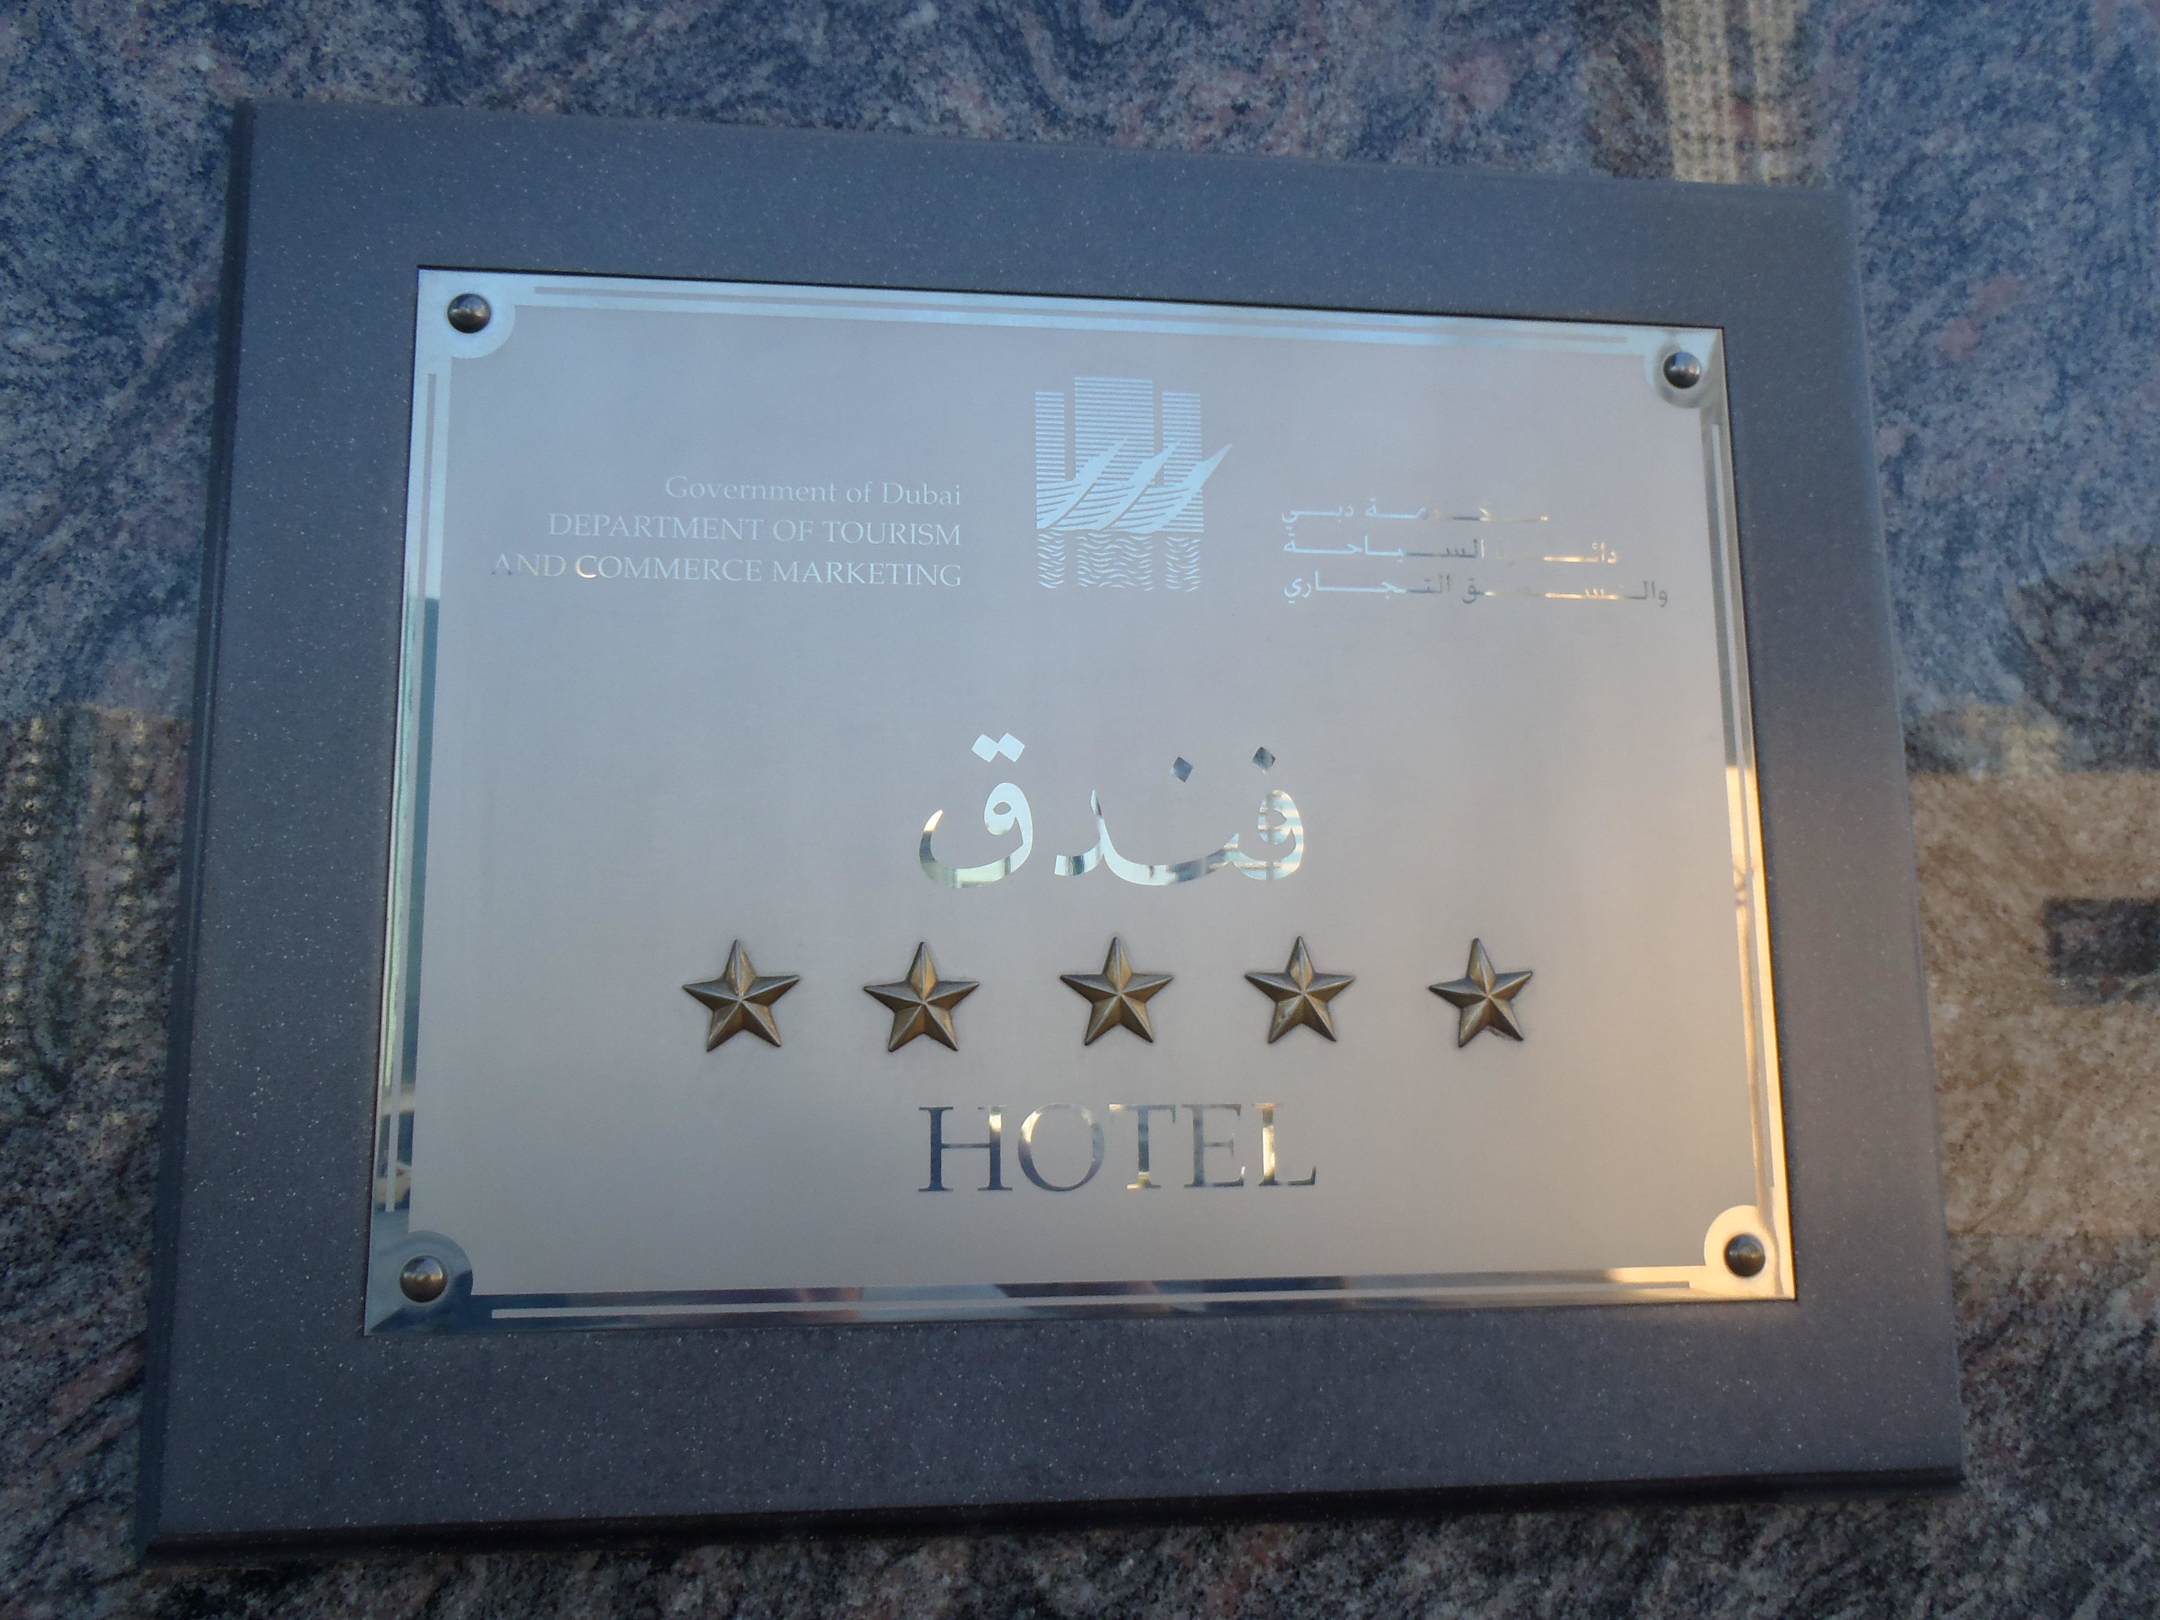 Government of Dubai
DEPARTMENT OF TOURISM
AND COMMERCE MARKETING
حكومة دبي
دائرة السياحة
والتسويق التجاري
فندق
HOTEL